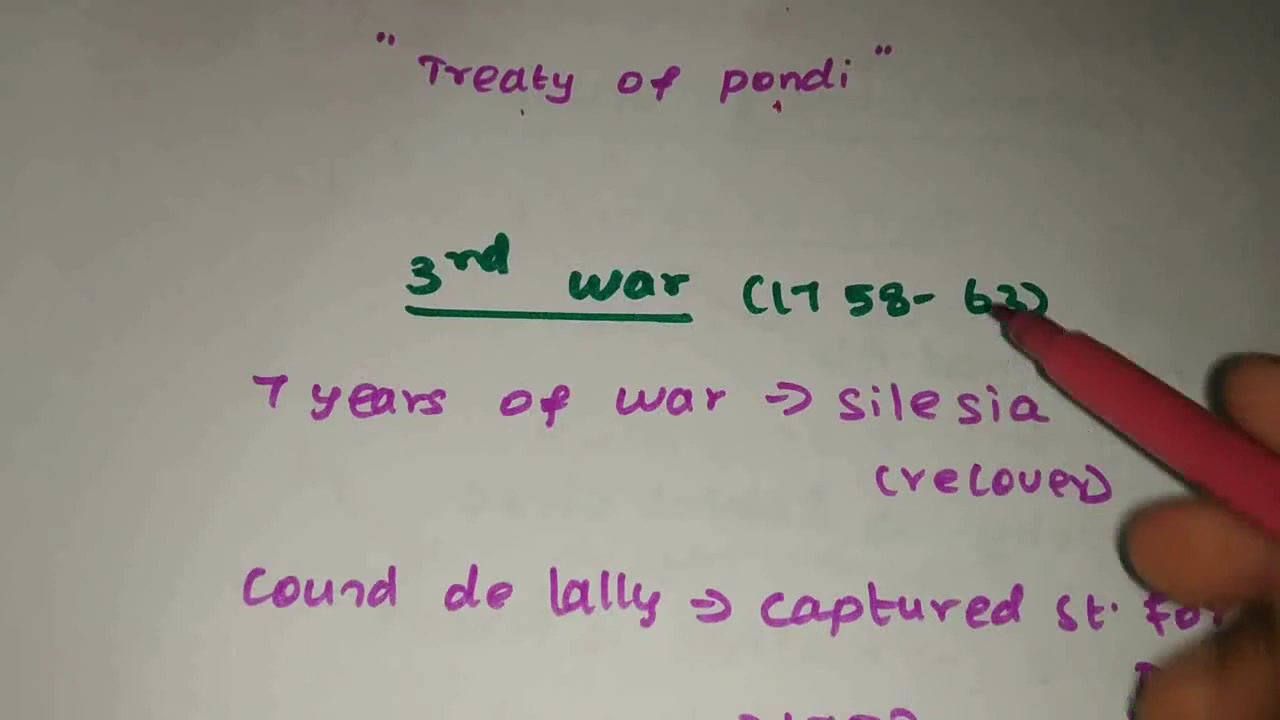 "Treaty of pondi"
3rd war (1758-63)
7 years of war → silesia
(recover)
Cound de lally → captured st.